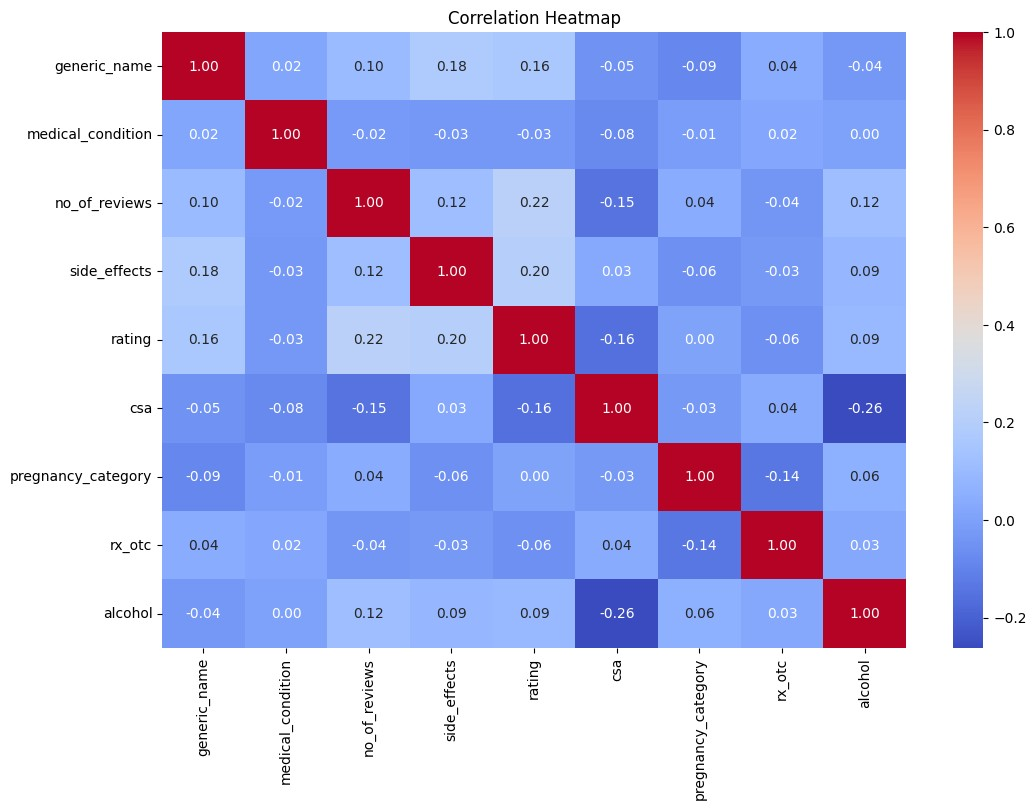 Correlation Heatmap
generic_name 1.00 0.02 0.10 0.18 0.16 -0.05 -0.09 0.04 -0.04
medical_condition 0.02 1.00 -0.02 -0.03 -0.03 -0.08 -0.01 0.02 0.00
no_of_reviews 0.10 -0.02 1.00 0.12 0.22 -0.15 0.04 -0.04 0.12
side_effects 0.18 -0.03 0.12 1.00 0.20 0.03 -0.06 -0.03 0.09
rating 0.16 -0.03 0.22 0.20 1.00 -0.16 0.00 -0.06 0.09
csa -0.05 -0.08 -0.15 0.03 -0.16 1.00 -0.03 0.04 -0.26
pregnancy_category -0.09 -0.01 0.04 -0.06 0.00 -0.03 1.00 -0.14 0.06
rx_otc 0.04 0.02 -0.04 -0.03 -0.06 0.04 -0.14 1.00 0.03
alcohol -0.04 0.00 0.12 0.09 0.09 -0.26 0.06 0.03 1.00
generic_name
medical_condition
no_of_reviews
side_effects
rating
csa
pregnancy_category
rx_otc
alcohol
1.0
0.8
0.6
0.4
0.2
0.0
−0.2